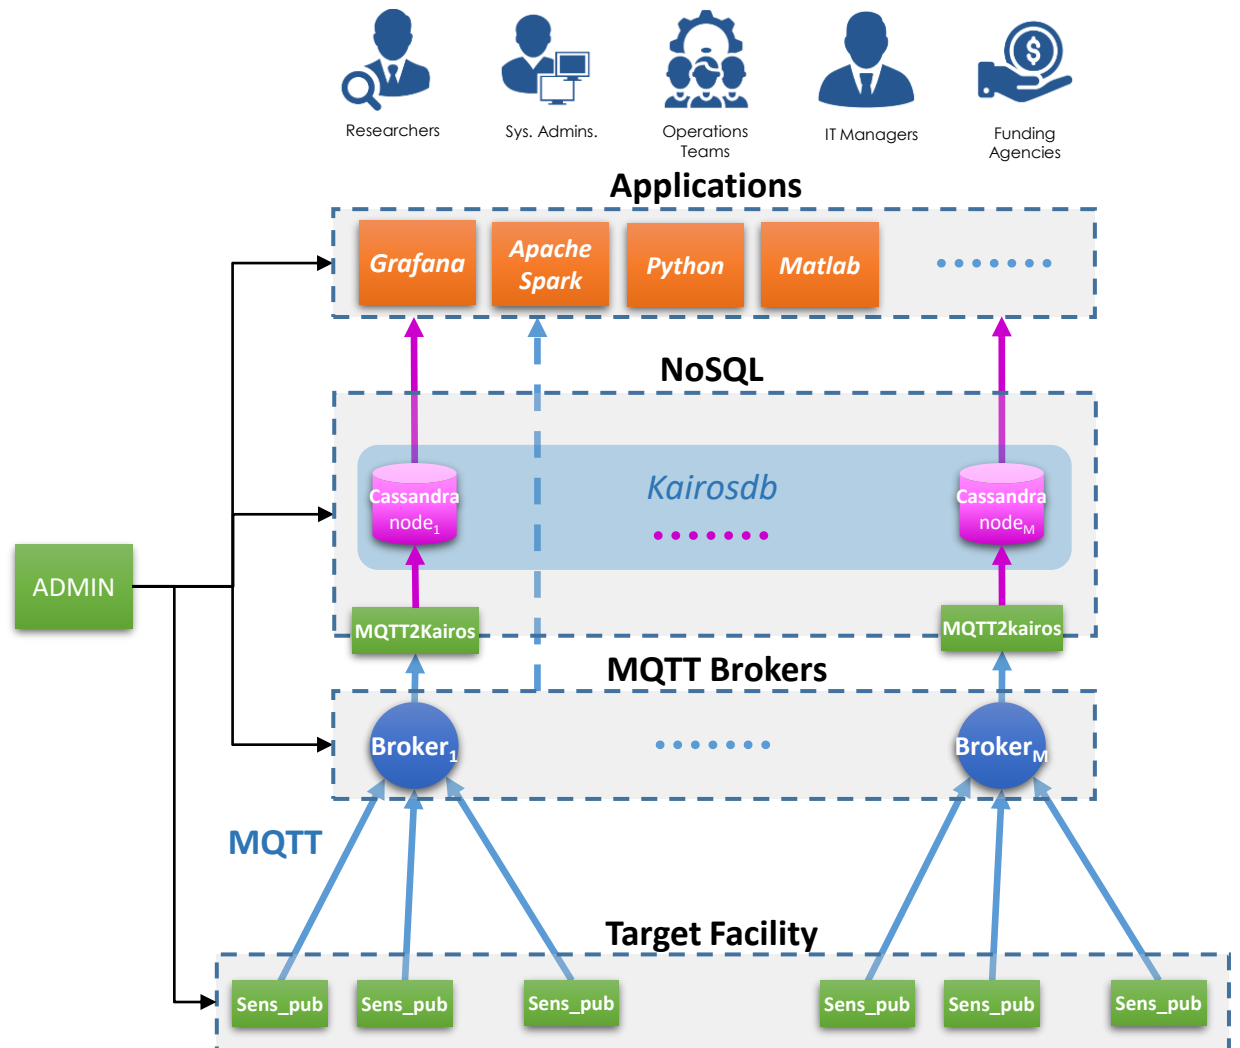 Researchers
Sys. Admins.
Operations
Teams
IT Managers
Funding
Agencies
Applications
Grafana
Apache
Spark
Python
Matlab
NoSQL
Kairosdb
Cassandra
node1
Cassandra
nodeM
ADMIN
MQTT2Kairos
MQTT2kairos
MQTT Brokers
Broker1
BrokerM
MQTT
Target Facility
Sens_pub
Sens_pub
Sens_pub
Sens_pub
Sens_pub
Sens_pub